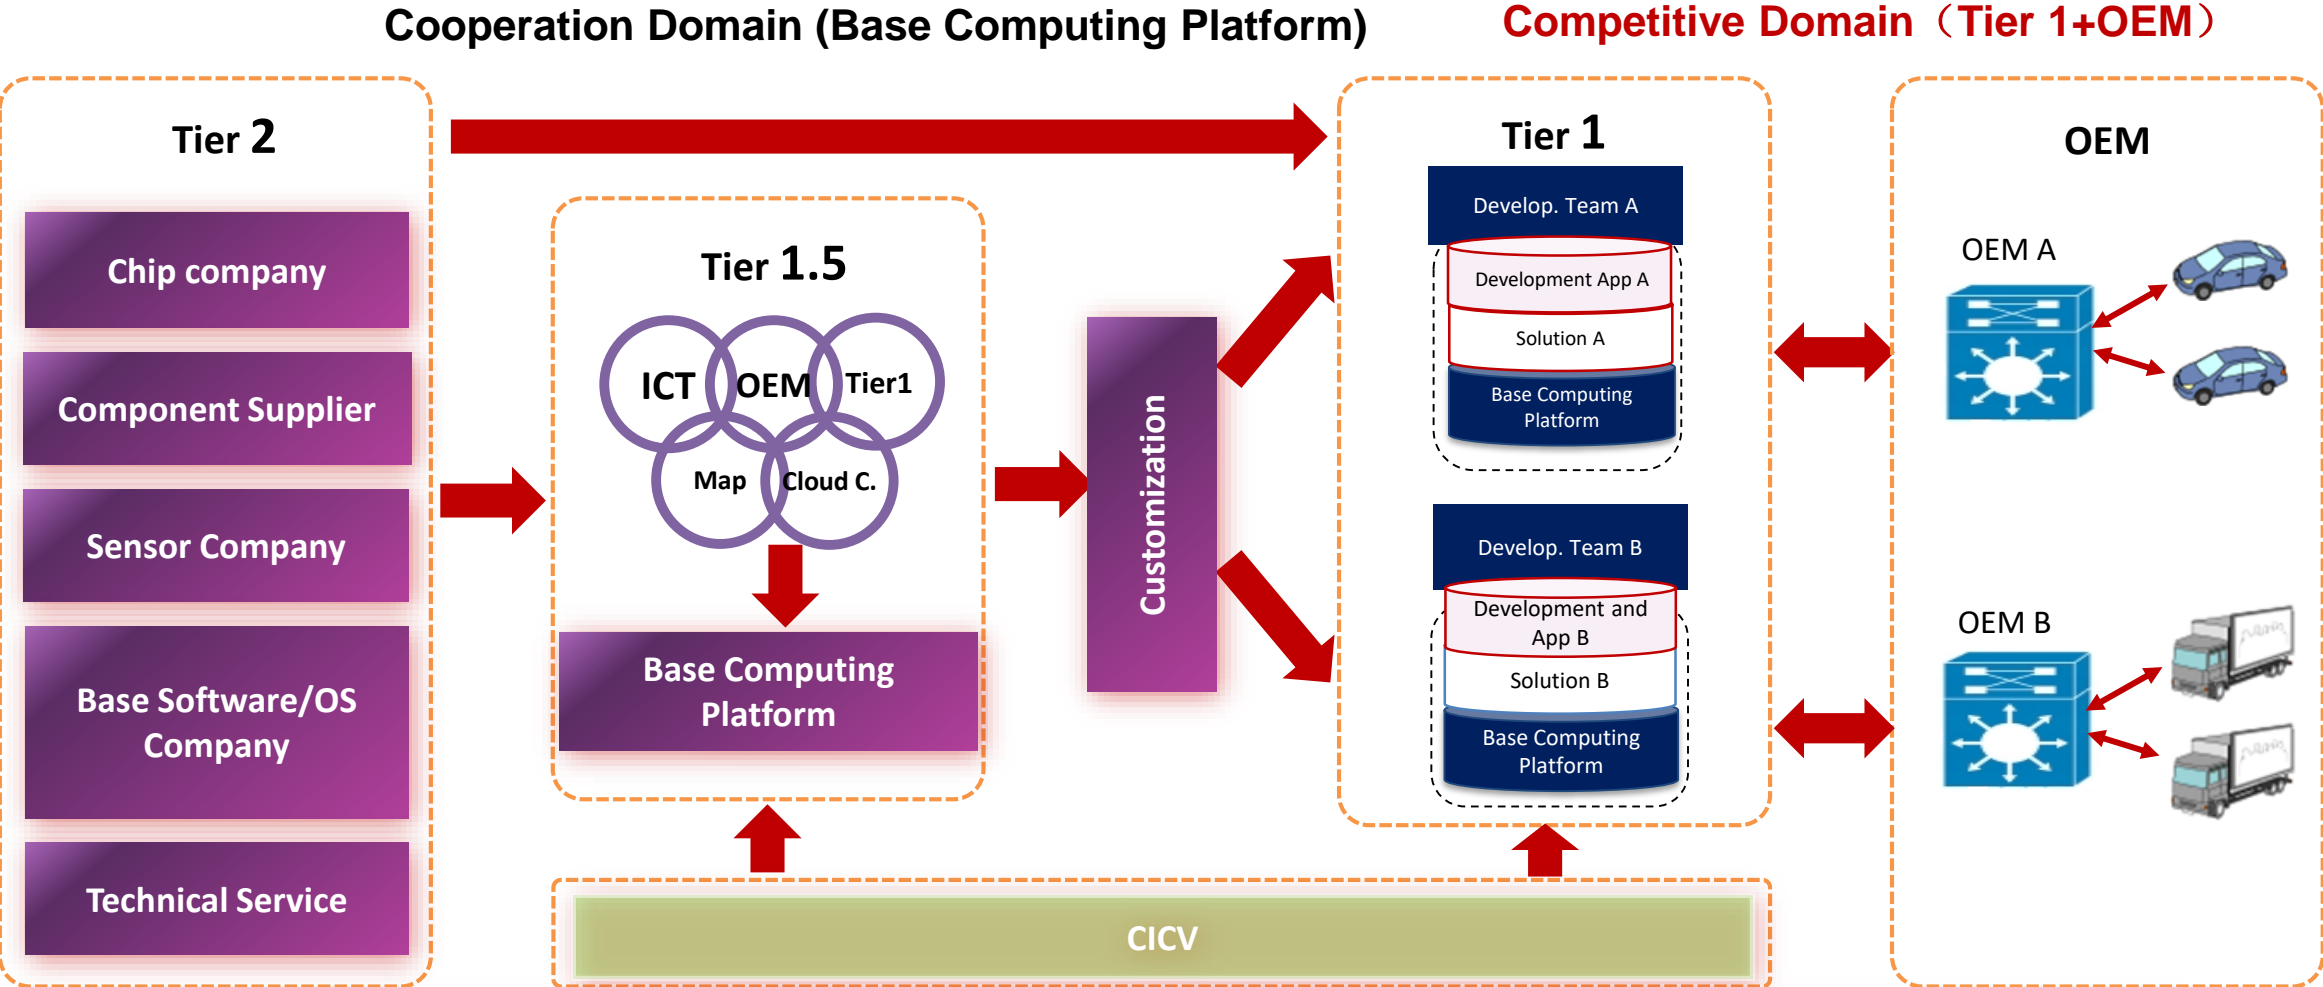 Cooperation Domain (Base Computing Platform)
Competitive Domain（Tier 1+OEM）
Tier 2
Chip company
Component Supplier
Sensor Company
Base Software/OS
Company
Technical Service
Tier 1.5
ICT
OEM
Tier1
Map
Cloud C.
Base Computing
Platform
Customization
Tier 1
Develop. Team A
Development App A
Solution A
Base Computing
Platform
Develop. Team B
Development and
App B
Solution B
Base Computing
Platform
OEM
OEM A
OEM B
CICV